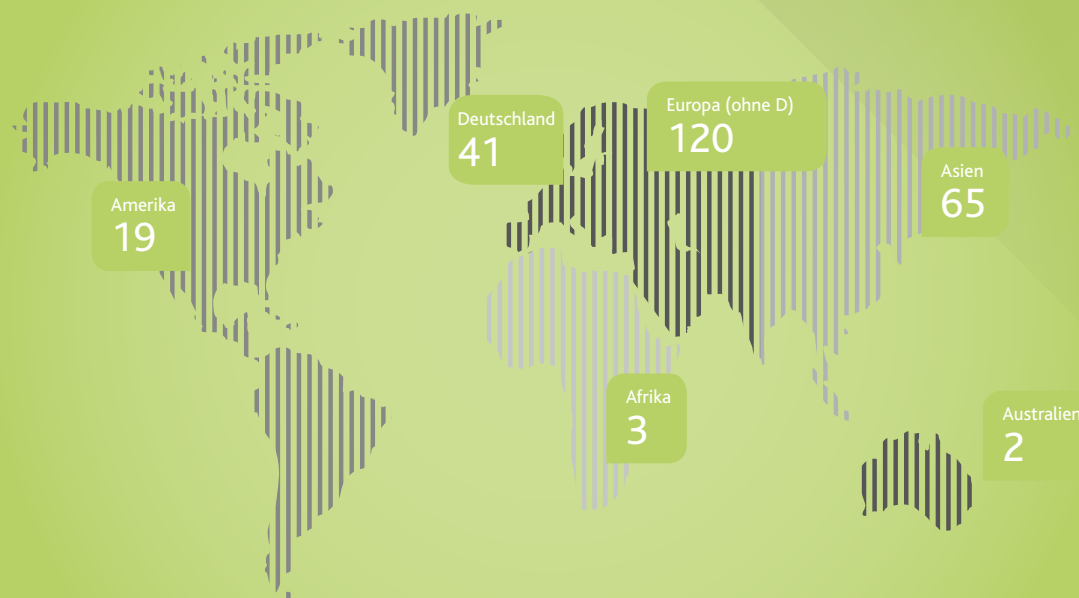 Deutschland
41
Europa (ohne D)
120
Asien
65
Amerika
19
Afrika
3
Australien
2